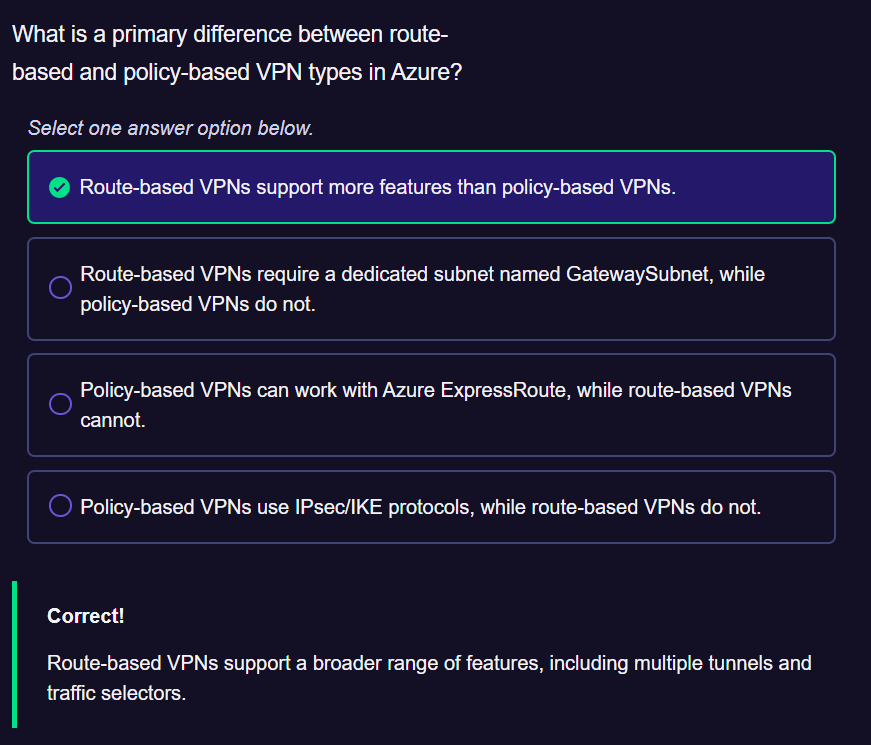 What is a primary difference between route-
based and policy-based VPN types in Azure?
Select one answer option below.
Route-based VPNs support more features than policy-based VPNs.
Route-based VPNs require a dedicated subnet named GatewaySubnet, while
policy-based VPNs do not.
Policy-based VPNs can work with Azure ExpressRoute, while route-based VPNs
cannot.
Policy-based VPNs use IPsec/IKE protocols, while route-based VPNs do not.
Correct!
Route-based VPNs support a broader range of features, including multiple tunnels and
traffic selectors.